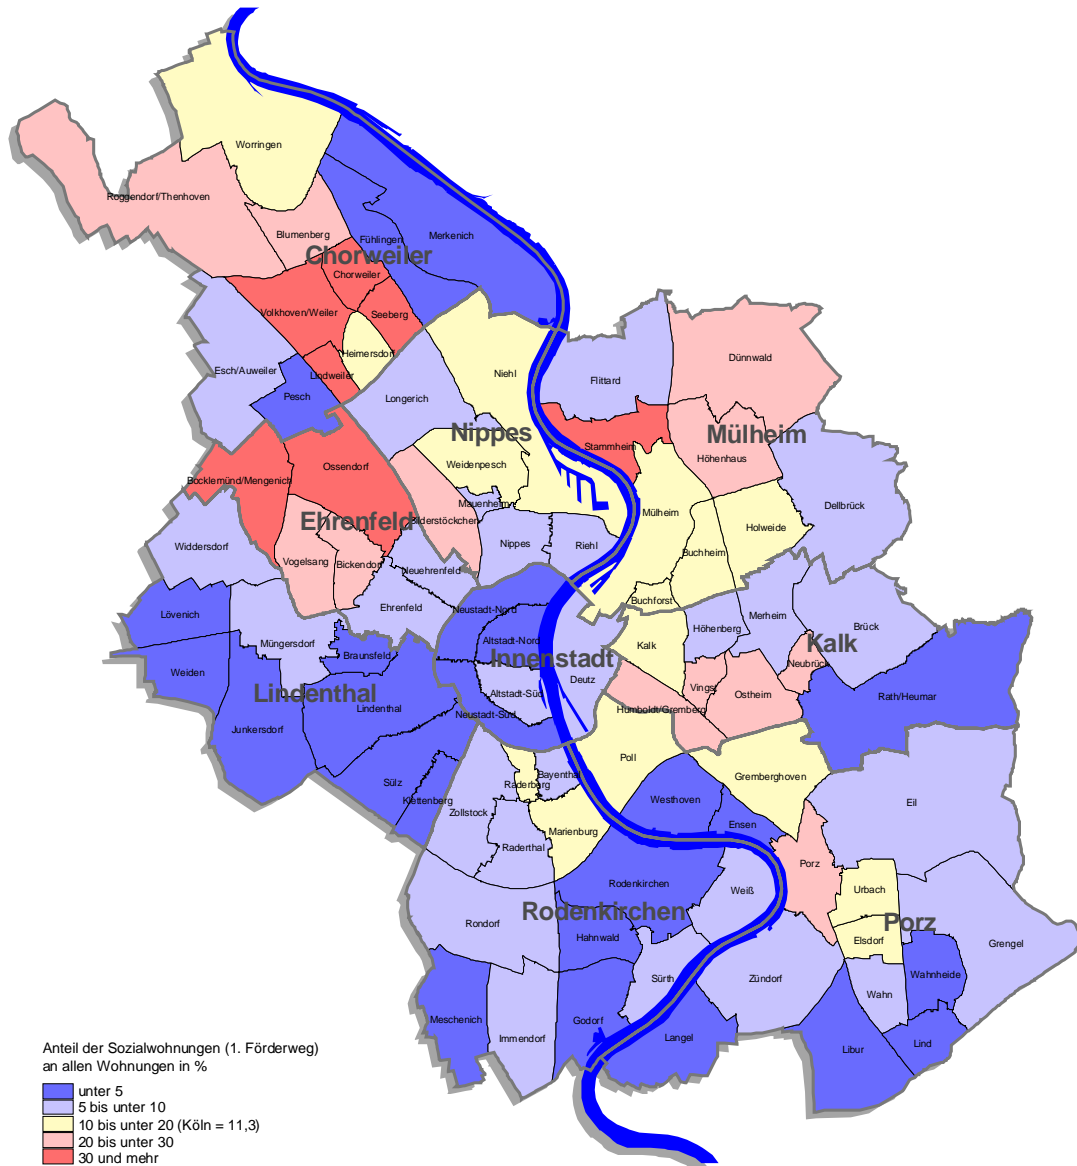 Worringen
Roggendorf/Thenhoven
Blumenberg
Fühlingen
Merkenich
Chorweiler
Chorweiler
Volkhoven/Weiler
Seeberg
Heimersdorf
Esch/Auweiler
Lindweiler
Pesch
Niehl
Longerich
Flittard
Dünnwald
Nippes
Mülheim
Stammheim
Höhenhaus
Weidenpesch
Ossendorf
Bocklemünd/Mengenich
Mauenheim
Bilderstöckchen
Ehrenfeld
Mülheim
Holweide
Dellbrück
Widdersdorf
Nippes
Riehl
Buchheim
Vogelsang
Bickendorf
Neuehrenfeld
Buchforst
Ehrenfeld
Neustadt-Nord
Lövenich
Müngersdorf
Altstadt-Nord
Höhenberg
Merheim
Brück
Kalk
Kalk
Braunsfeld
Innenstadt
Neubrück
Weiden
Deutz
Vingst
Ostheim
Rath/Heumar
Lindenthal
Altstadt-Süd
Lindenthal
Neustadt-Süd
Humboldt/Gremberg
Junkersdorf
Poll
Gremberghoven
Bayenthal
Raderberg
Sülz
Klettenberg
Westhoven
Eil
Zollstock
Marienburg
Ensen
Raderthal
Porz
Rodenkirchen
Weiß
Urbach
Rodenkirchen
Rondorf
Porz
Hahnwald
Elsdorf
Grengel
Sürth
Zündorf
Wahn
Wahnheide
Meschenich
Godorf
Immendorf
Langel
Libur
Lind
Anteil der Sozialwohnungen (1. Förderweg)
an allen Wohnungen in %
unter 5
5 bis unter 10
10 bis unter 20 (Köln = 11,3)
20 bis unter 30
30 und mehr